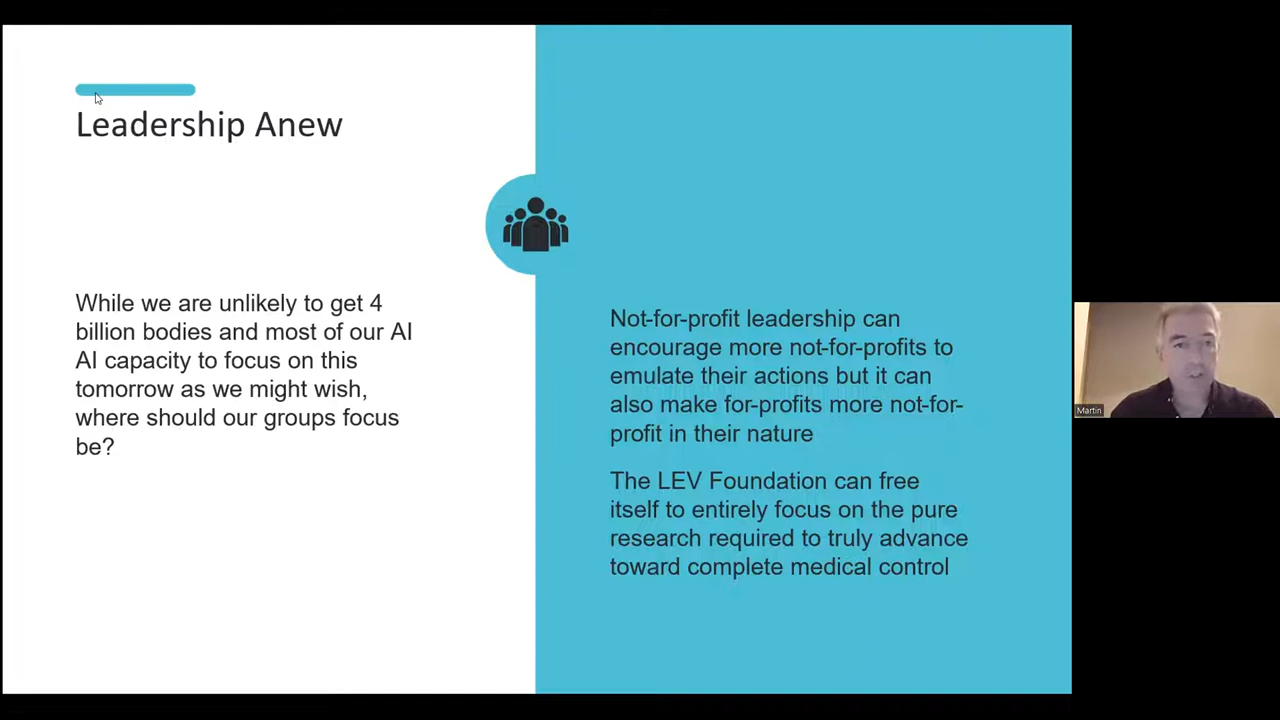 Leadership Anew
While we are unlikely to get 4
billion bodies and most of our AI
AI capacity to focus on this
tomorrow as we might wish,
where should our groups focus
be?
Not-for-profit leadership can
encourage more not-for-profits to
emulate their actions but it can
also make for-profits more not-for-
profit in their nature
The LEV Foundation can free
itself to entirely focus on the pure
research required to truly advance
toward complete medical control
Martin